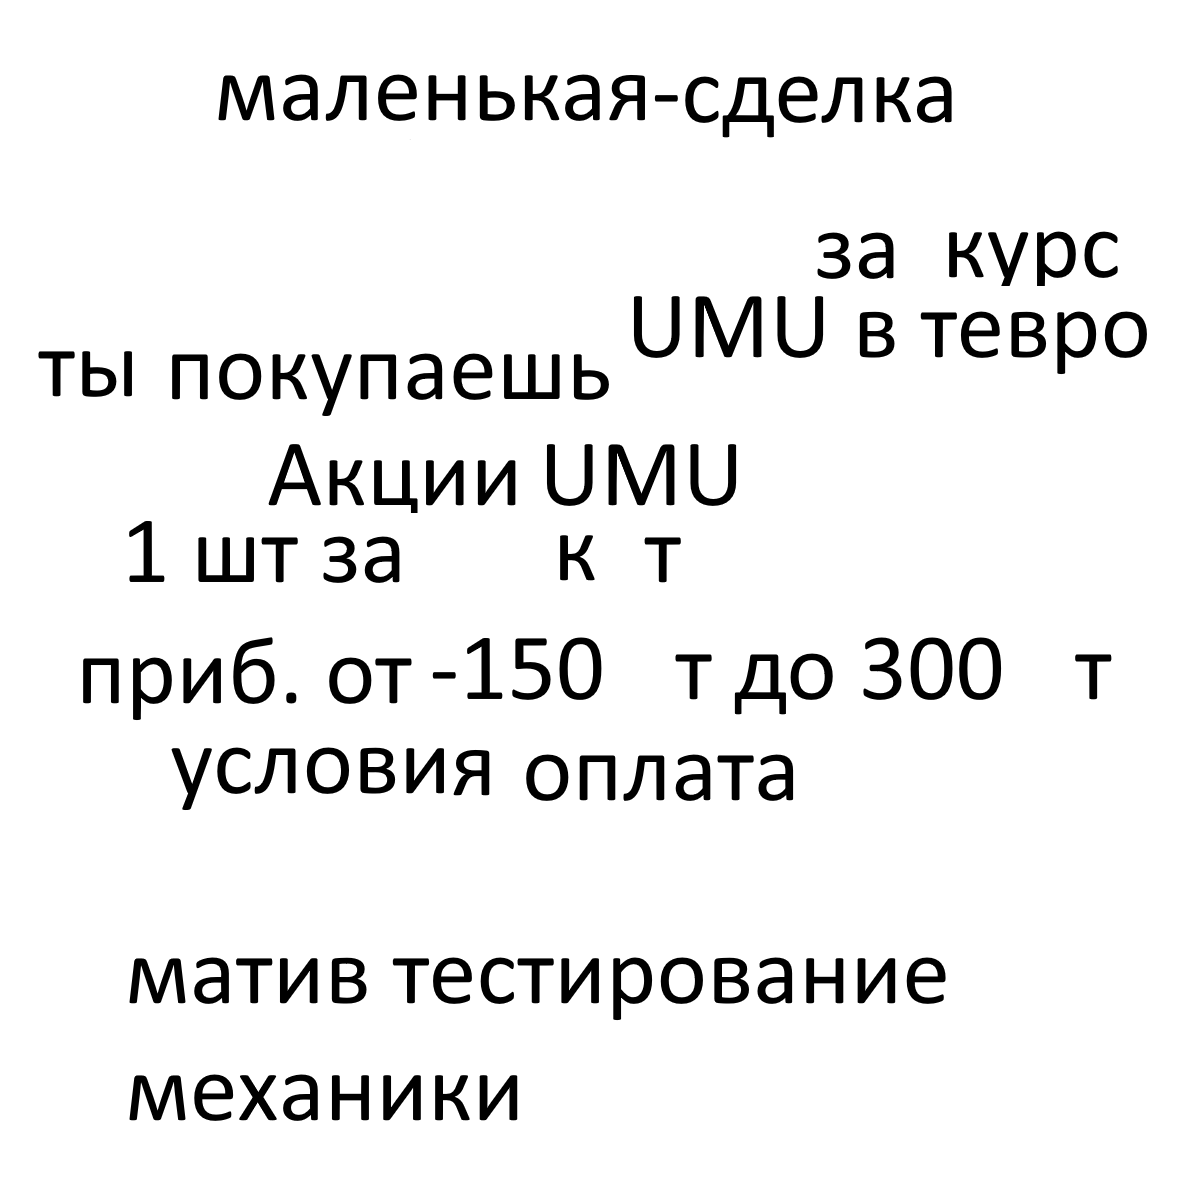 маленькая-сделка
за курс
UMU в тевро
ты покупаешь
Акции UMU
1 шт за к т
приб. от -150 т до 300 т
условия оплата
матив тестирование
механики